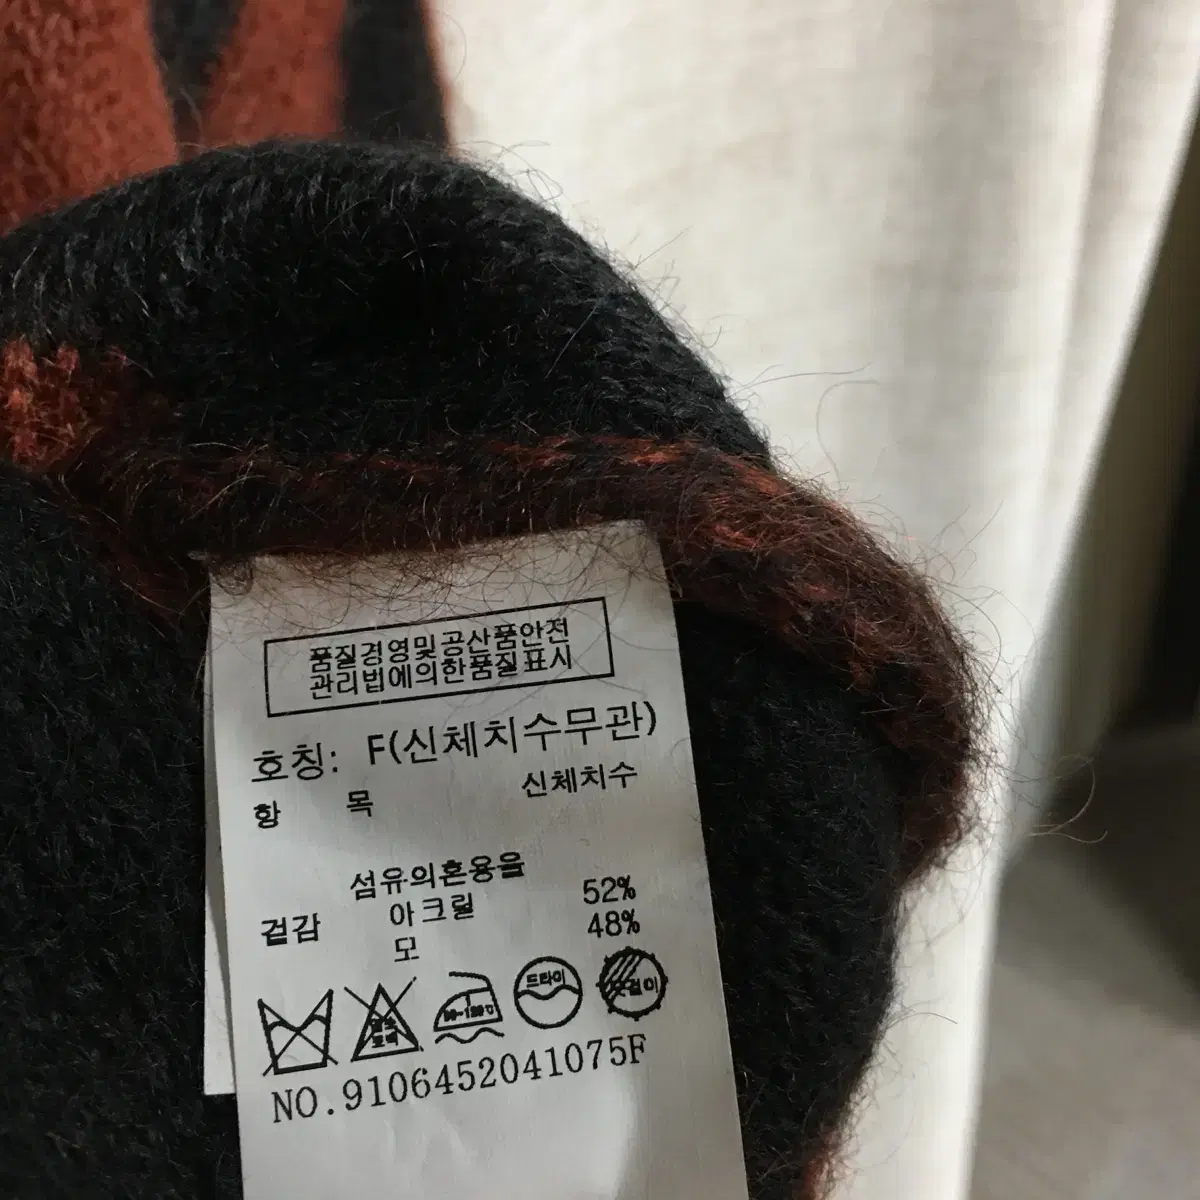 품질경영및공산품안전
관리법에의한품질표시
호칭: F(신체치수무관)
항 목 신체치수
섬유의혼용율
겉감 아크릴 52%
모 48%
드라이
NO.9106452041075F